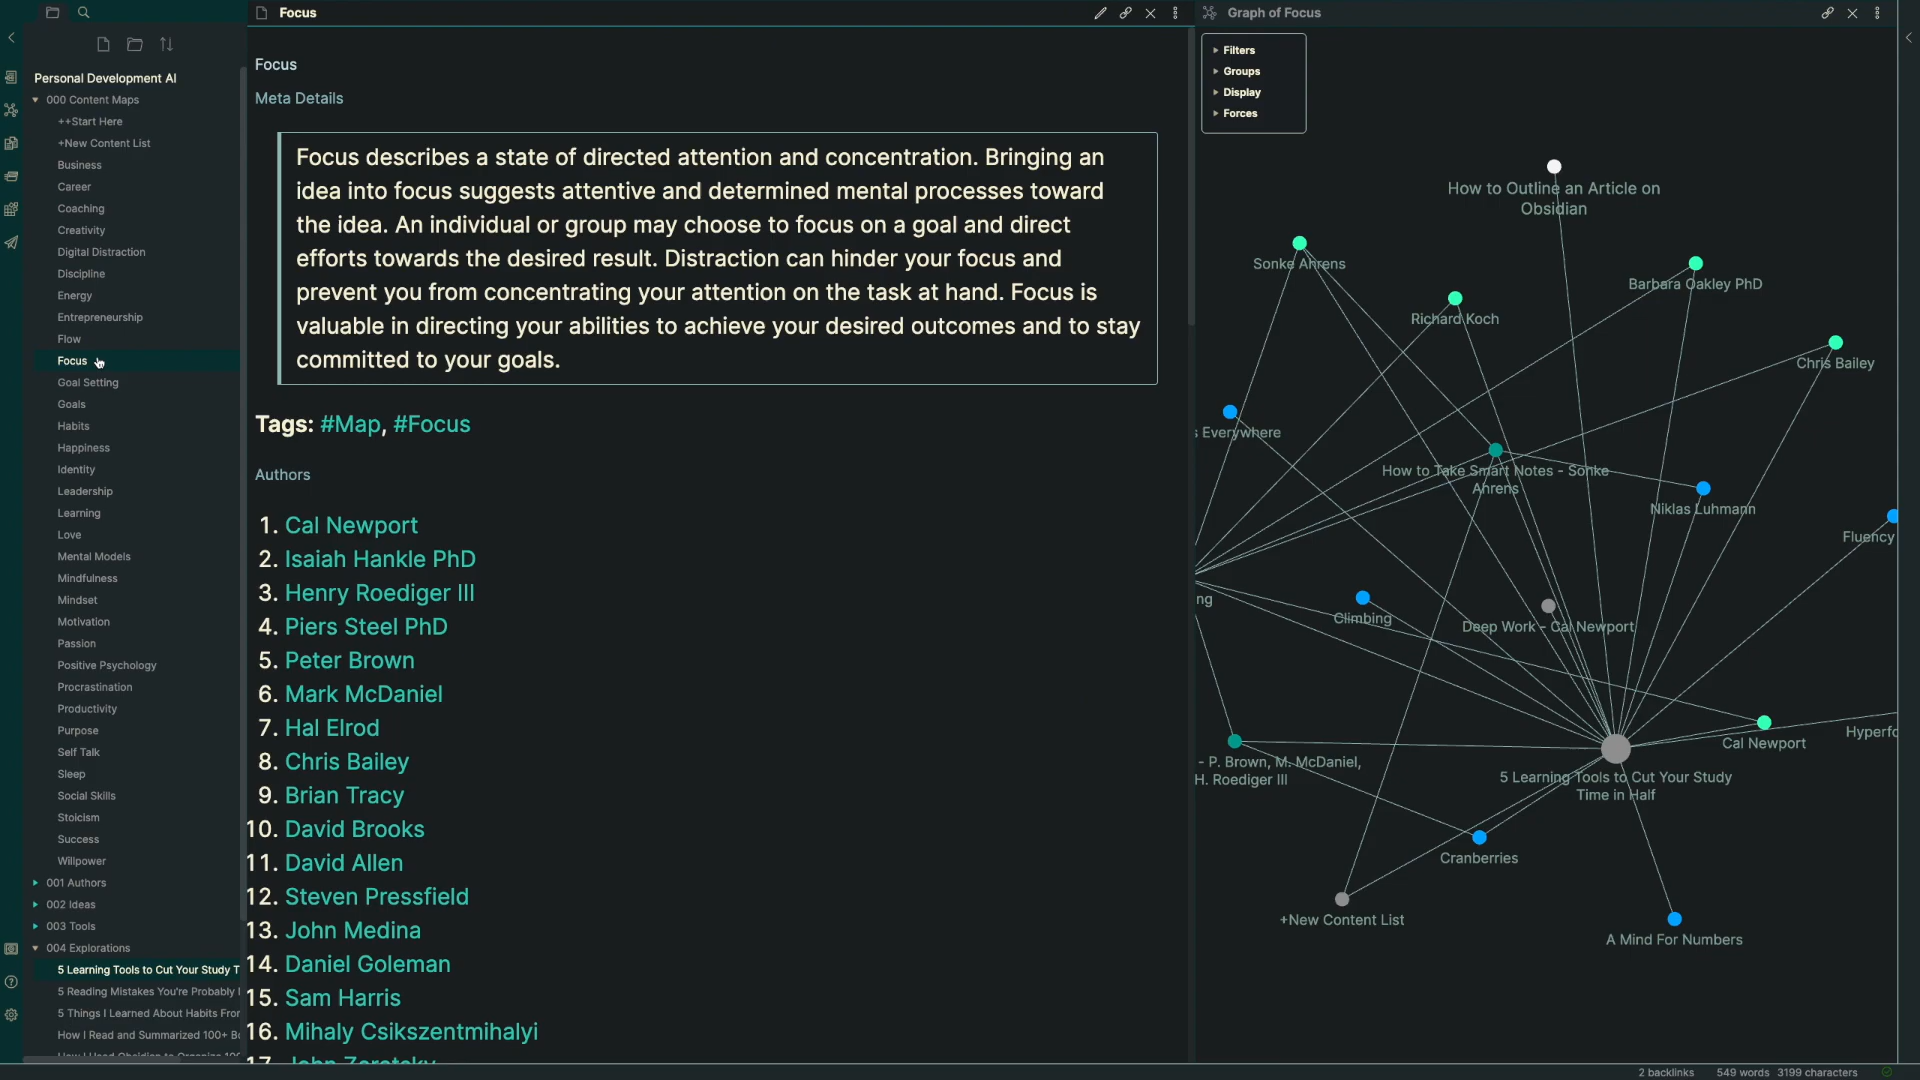 Personal Development AI
000 Content Maps
++Start Here
+New Content List
Business
Career
Coaching
Creativity
Digital Distraction
Discipline
Energy
Entrepreneurship
Flow
Focus
Goal Setting
Goals
Habits
Happiness
Identity
Leadership
Learning
Love
Mental Models
Mindfulness
Mindset
Motivation
Passion
Positive Psychology
Procrastination
Productivity
Purpose
Self Talk
Sleep
Social Skills
Stoicism
Success
Willpower
001 Authors
002 Ideas
003 Tools
004 Explorations
5 Learning Tools to Cut Your Study T
5 Reading Mistakes You're Probably
5 Things I Learned About Habits Fror
How I Read and Summarized 100+
Focus
Focus
Meta Details
Focus describes a state of directed attention and concentration. Bringing an
idea into focus suggests attentive and determined mental processes toward
the idea. An individual or group may choose to focus on a goal and direct
efforts towards the desired result. Distraction can hinder your focus and
prevent you from concentrating your attention on the task at hand. Focus is
valuable in directing your abilities to achieve your desired outcomes and to stay
committed to your goals.
Tags: #Map, #Focus
Authors
1. Cal Newport
2. Isaiah Hankle PhD
3. Henry Roediger III
4. Piers Steel PhD
5. Peter Brown
6. Mark McDaniel
7. Hal Elrod
8. Chris Bailey
9. Brian Tracy
10. David Brooks
11. David Allen
12. Steven Pressfield
13. John Medina
14. Daniel Goleman
15. Sam Harris
16. Mihaly Csikszentmihalyi
17.
Graph of Focus
Filters
Groups
Display
Forces
How to Outline an Article on
Obsidian
Sonke Ahrens
Barbara Oakley PhD
Richard Koch
Chris Bailey
s Everywhere
How to Take Smart Notes - Sonke
Ahrens
Niklas Luhmann
Fluency
ng
Climbing
Deep Work - Cal Newport
Cal Newport
Hyperfo
- P. Brown, M. McDaniel,
H. Roediger III
5 Learning Tools to Cut Your Study
Time in Half
Cranberries
+New Content List
A Mind For Numbers
2 backlinks
549 words 3199 characters